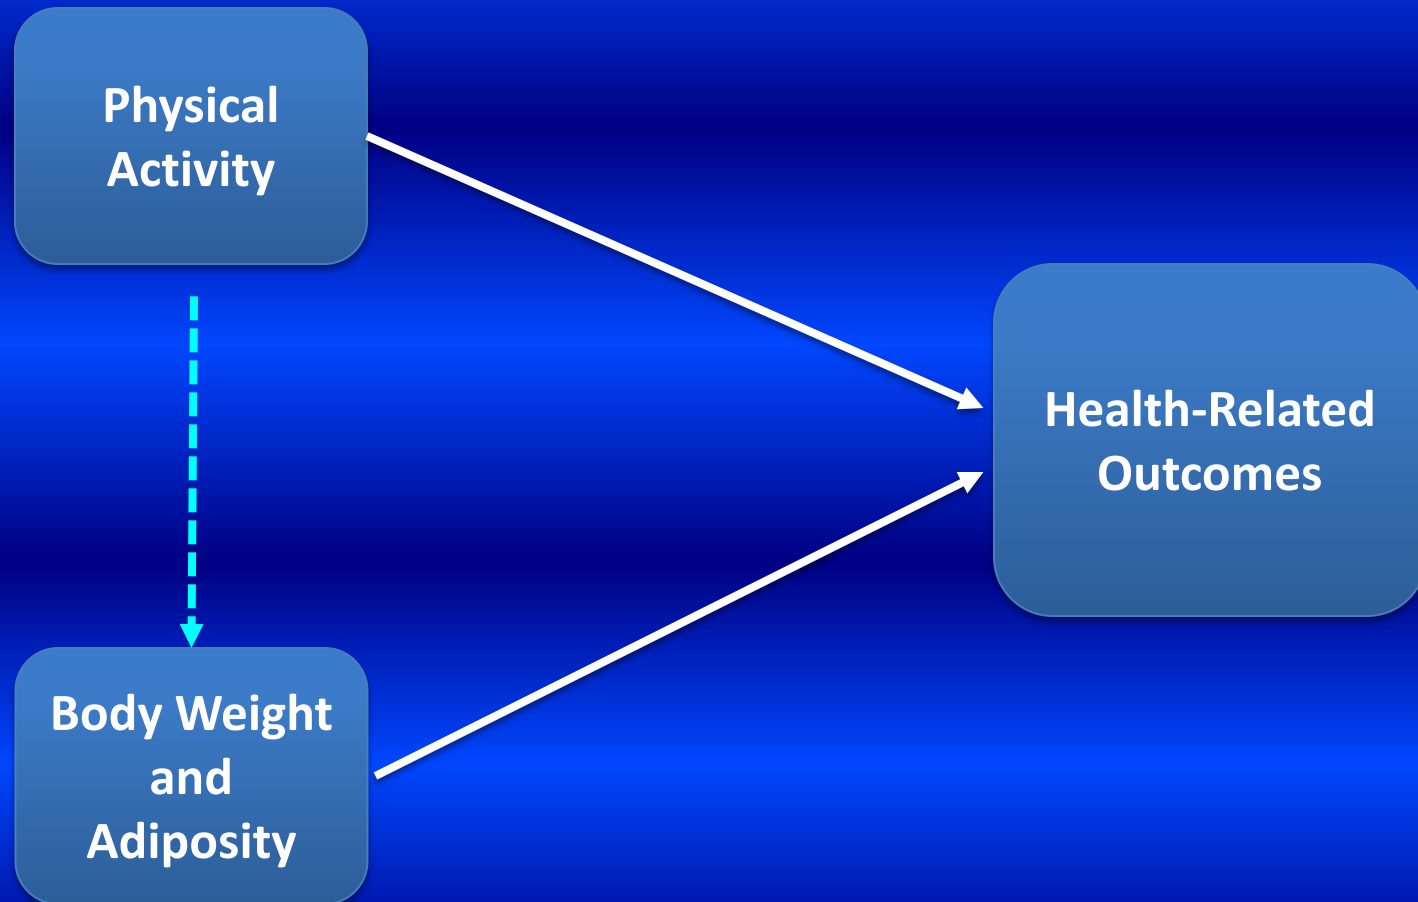 Physical
Activity
Health-Related
Outcomes
Body Weight
and
Adiposity